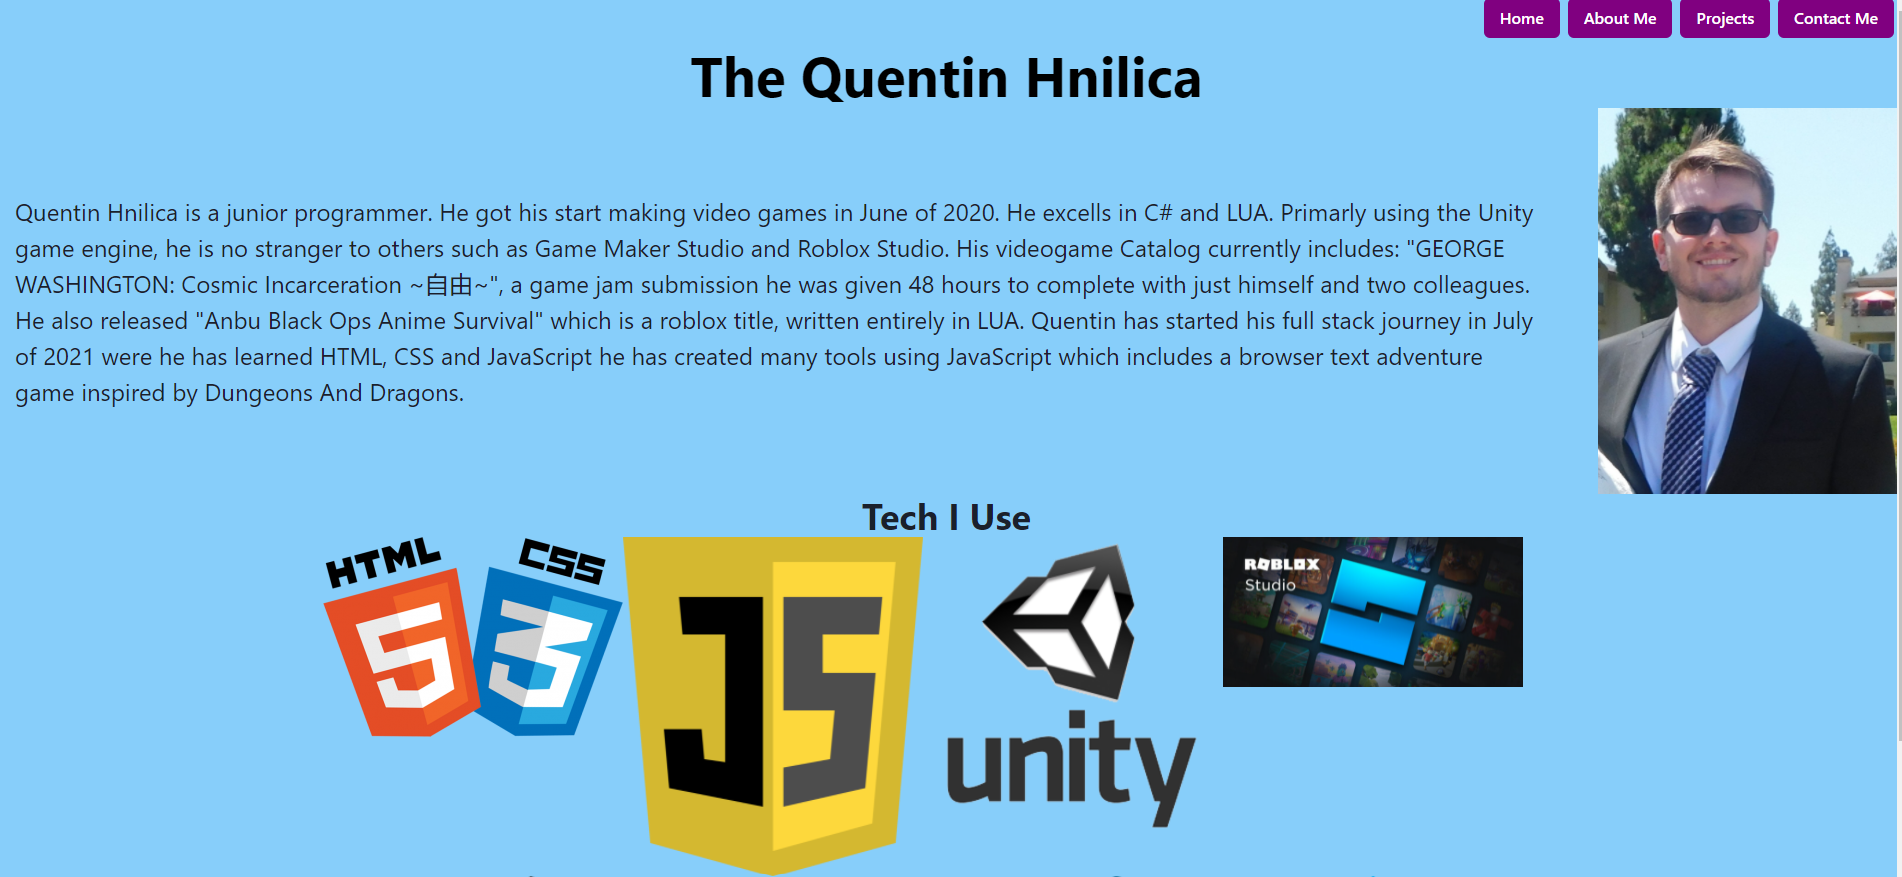 Home About Me Projects Contact Me
The Quentin Hnilica
Quentin Hnilica is a junior programmer. He got his start making video games in June of 2020. He excells in C# and LUA. Primarly using the Unity
game engine, he is no stranger to others such as Game Maker Studio and Roblox Studio. His videogame Catalog currently includes: "GEORGE
WASHINGTON: Cosmic Incarceration ~自由~", a game jam submission he was given 48 hours to complete with just himself and two colleagues.
He also released "Anbu Black Ops Anime Survival" which is a roblox title, written entirely in LUA. Quentin has started his full stack journey in July
of 2021 were he has learned HTML, CSS and JavaScript he has created many tools using JavaScript which includes a browser text adventure
game inspired by Dungeons And Dragons.
Tech I Use
HTML
5
CSS
3
JS
unity
ROBLOX
Studio